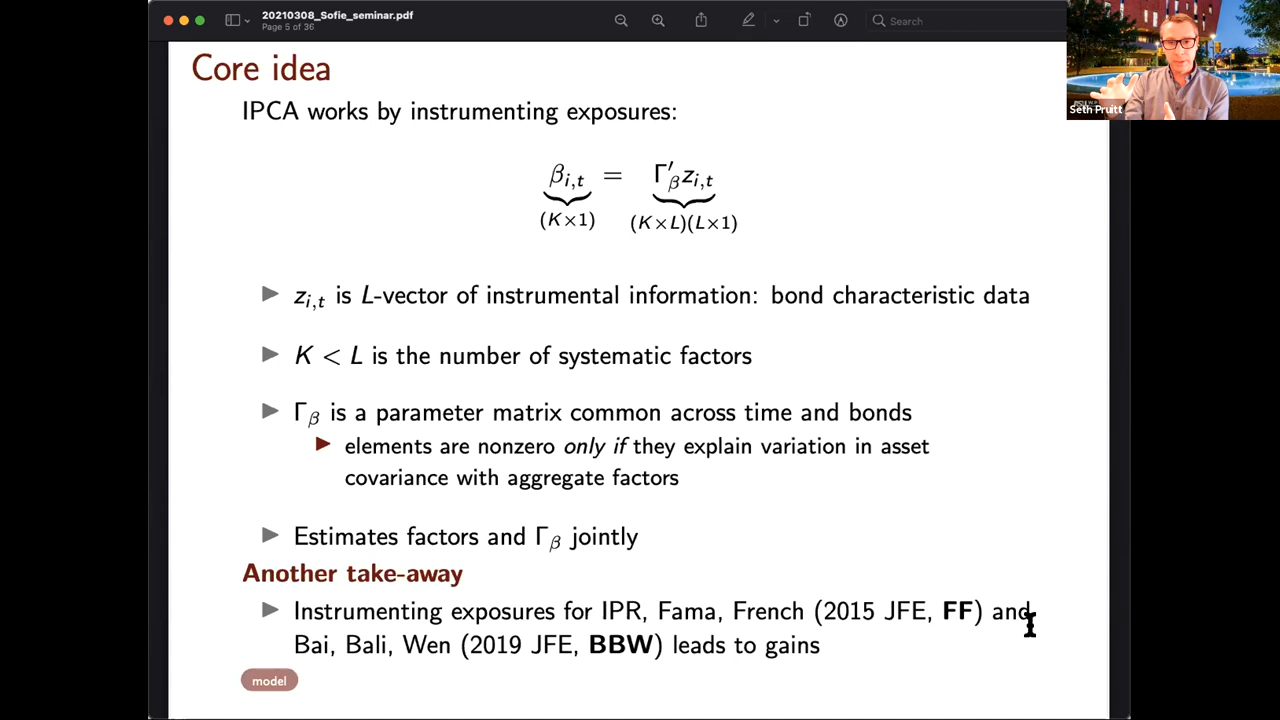 20210308_Sofie_seminar.pdf
Page 5 of 36
Search
Seth Pruitt
Core idea
IPCA works by instrumenting exposures:
β_{i,t} = Γ′_β z_{i,t}
(K×1) (K×L)(L×1)
▶ z_{i,t} is L-vector of instrumental information: bond characteristic data
▶ K < L is the number of systematic factors
▶ Γ_β is a parameter matrix common across time and bonds
▶ elements are nonzero only if they explain variation in asset
covariance with aggregate factors
▶ Estimates factors and Γ_β jointly
Another take-away
▶ Instrumenting exposures for IPR, Fama, French (2015 JFE, FF) and
Bai, Bali, Wen (2019 JFE, BBW) leads to gains
model